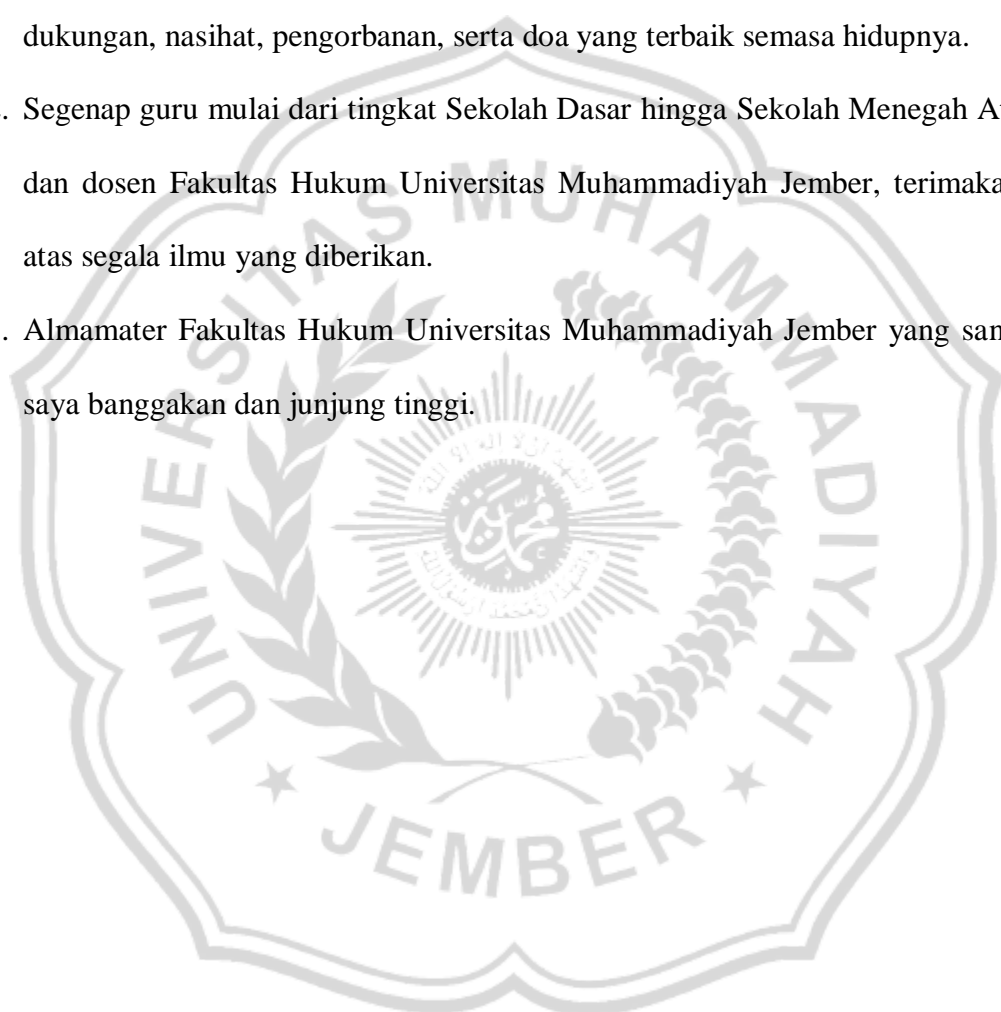 dukungan, nasihat, pengorbanan, serta doa yang terbaik semasa hidupnya.
. Segenap guru mulai dari tingkat Sekolah Dasar hingga Sekolah Menegah A
dan dosen Fakultas Hukum Universitas Muhammadiyah Jember, terimaka
atas segala ilmu yang diberikan.
. Almamater Fakultas Hukum Universitas Muhammadiyah Jember yang san
saya banggakan dan junjung tinggi.
UNIVERSITAS MUHAMMADIYAH
JEMBER